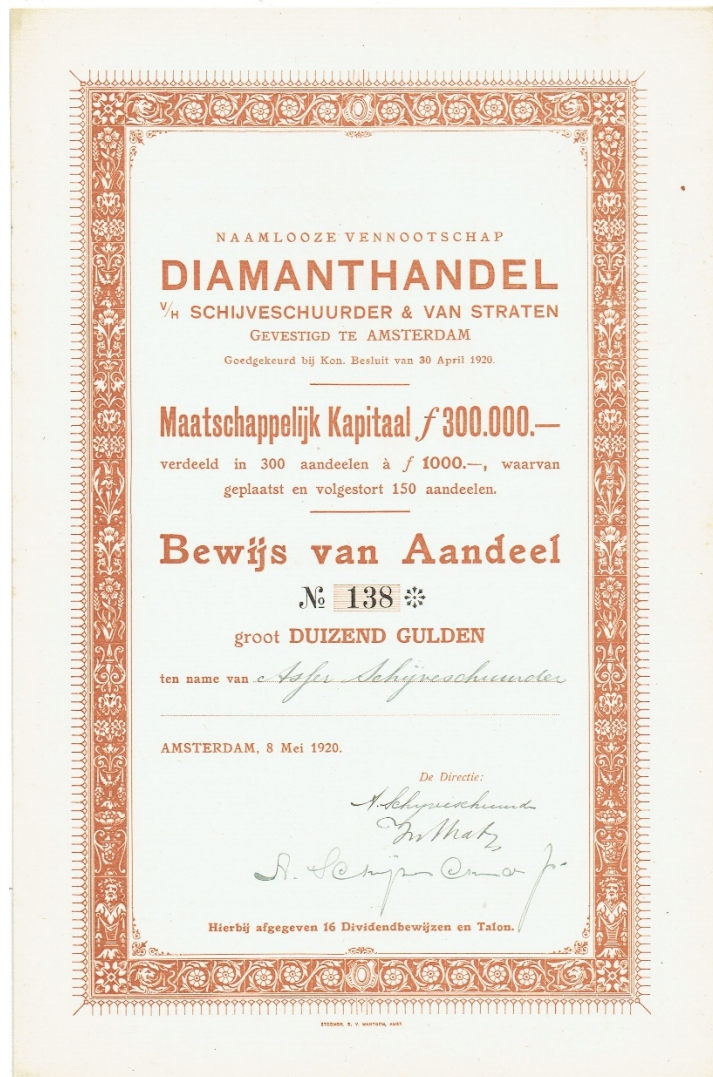 NAAMLOOZE VENNOOTSCHAP
DIAMANTHANDEL
V/H SCHIJVESCHUURDER & VAN STRATEN
GEVESTIGD TE AMSTERDAM
Goedgekeurd bij Kon. Besluit van 30 April 1920.
Maatschappelijk Kapitaal f 300.000.—
verdeeld in 300 aandeelen à f 1000.—, waarvan
geplaatst en volgestort 150 aandeelen.
Bewijs van Aandeel
No 138
groot DUIZEND GULDEN
ten name van Asser Schijveschuurder
AMSTERDAM, 8 Mei 1920.
De Directie:
A. Schijveschuurder
Hierbij afgegeven 16 Dividendbewijzen en Talon.